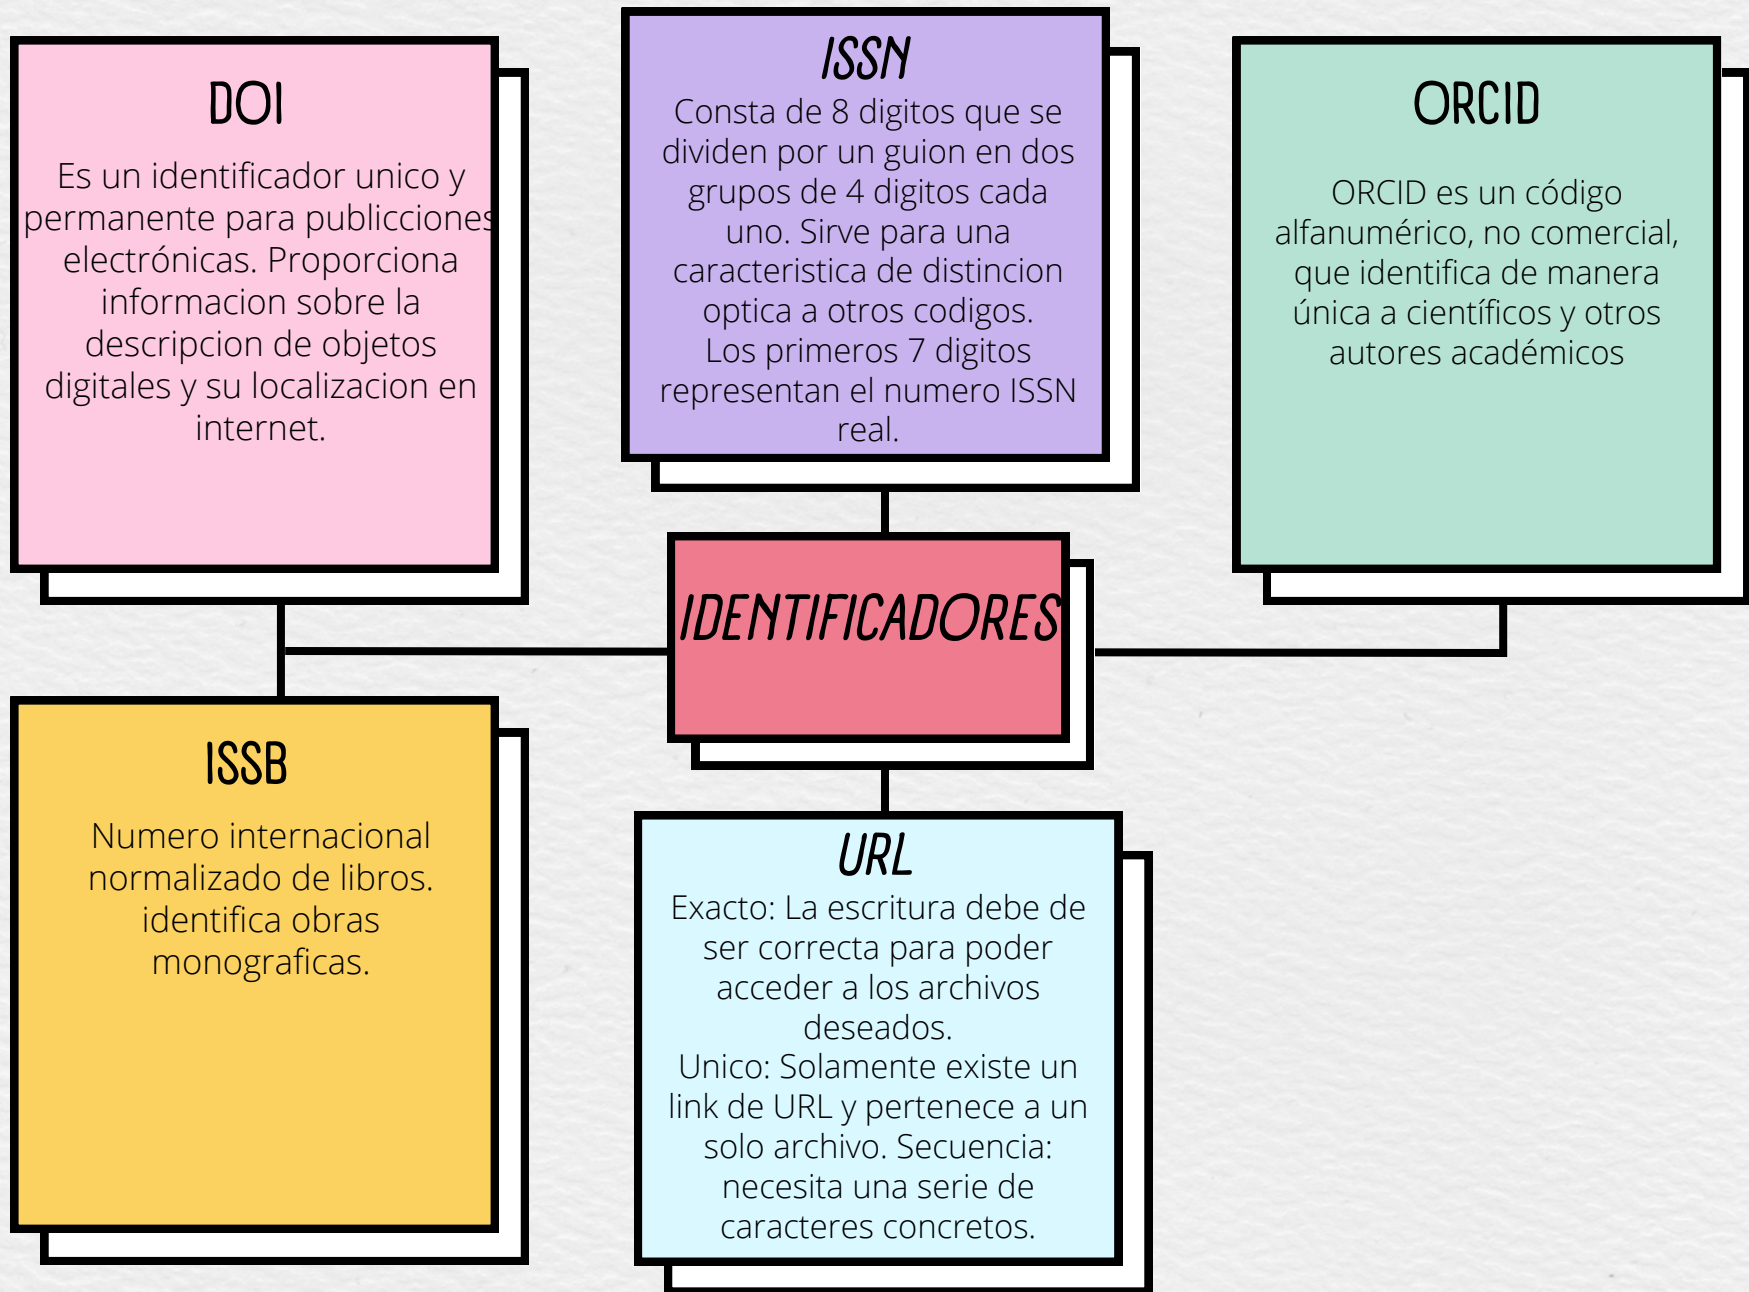 DOI
Es un identificador unico y
permanente para publicciones
electrónicas. Proporciona
informacion sobre la
descripcion de objetos
digitales y su localizacion en
internet.
ISSN
Consta de 8 digitos que se
dividen por un guion en dos
grupos de 4 digitos cada
uno. Sirve para una
caracteristica de distincion
optica a otros codigos.
Los primeros 7 digitos
representan el numero ISSN
real.
ORCID
ORCID es un código
alfanumérico, no comercial,
que identifica de manera
única a científicos y otros
autores académicos
IDENTIFICADORES
ISSB
Numero internacional
normalizado de libros.
identifica obras
monograficas.
URL
Exacto: La escritura debe de
ser correcta para poder
acceder a los archivos
deseados.
Unico: Solamente existe un
link de URL y pertenece a un
solo archivo. Secuencia:
necesita una serie de
caracteres concretos.